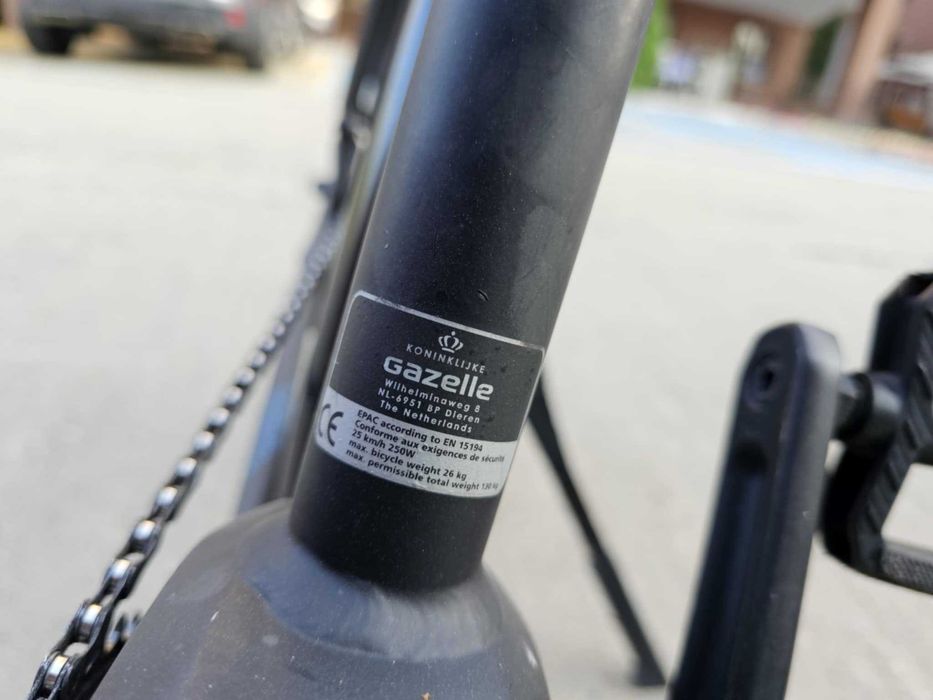 KONINKLIJKE
Gazelle
Wilhelminaweg 8
NL-6951 BP Dieren
The Netherlands
CE
EPAC according to EN 15194
Conforme aux exigences de sécurité
25 km/h 250W
max. bicycle weight 26 kg
max. permissible total weight 130 kg